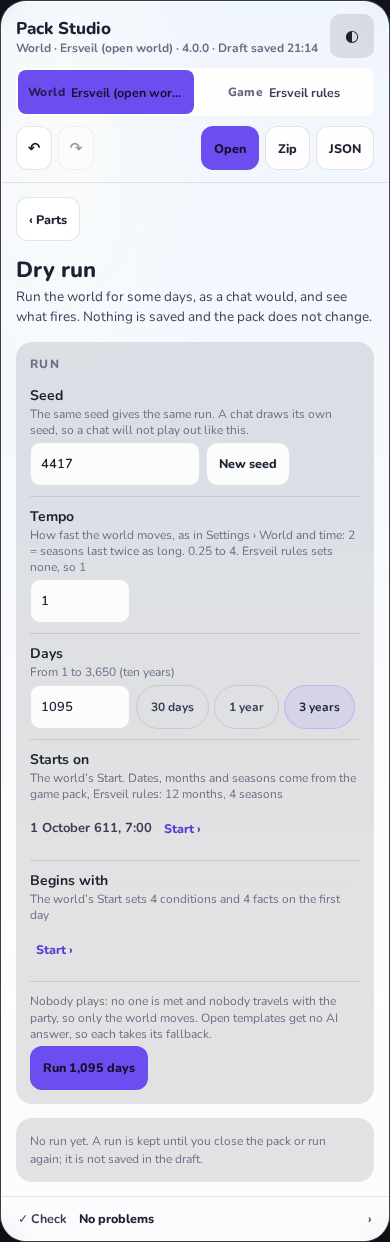 Pack Studio
World · Ersveil (open world) · 4.0.0 · Draft saved 21:14
World Ersveil (open wor... Game Ersveil rules
Open Zip JSON
‹ Parts
Dry run
Run the world for some days, as a chat would, and see
what fires. Nothing is saved and the pack does not change.
RUN
Seed
The same seed gives the same run. A chat draws its own
seed, so a chat will not play out like this.
4417 New seed
Tempo
How fast the world moves, as in Settings › World and time: 2
= seasons last twice as long. 0.25 to 4. Ersveil rules sets
none, so 1
1
Days
From 1 to 3,650 (ten years)
1095 30 days 1 year 3 years
Starts on
The world's Start. Dates, months and seasons come from the
game pack, Ersveil rules: 12 months, 4 seasons
1 October 611, 7:00 Start ›
Begins with
The world's Start sets 4 conditions and 4 facts on the first
day
Start ›
Nobody plays: no one is met and nobody travels with the
party, so only the world moves. Open templates get no AI
answer, so each takes its fallback.
Run 1,095 days
No run yet. A run is kept until you close the pack or run
again; it is not saved in the draft.
✓ Check No problems ›